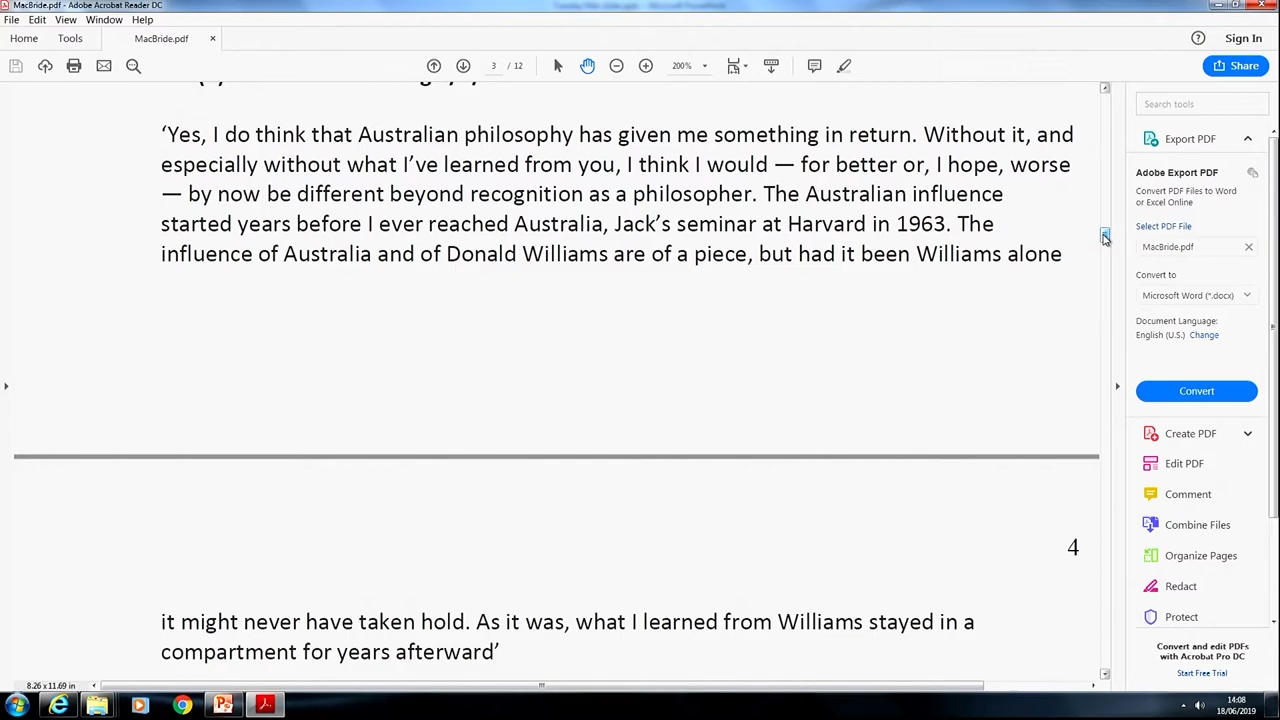 MacBride.pdf - Adobe Acrobat Reader DC
File Edit View Window Help
Home Tools MacBride.pdf × Sign In
3 / 12 200% Share
‘Yes, I do think that Australian philosophy has given me something in return. Without it, and
especially without what I’ve learned from you, I think I would — for better or, I hope, worse
— by now be different beyond recognition as a philosopher. The Australian influence
started years before I ever reached Australia, Jack’s seminar at Harvard in 1963. The
influence of Australia and of Donald Williams are of a piece, but had it been Williams alone
4
it might never have taken hold. As it was, what I learned from Williams stayed in a
compartment for years afterward’
8.26 x 11.69 in
Search tools
Export PDF
Adobe Export PDF
Convert PDF Files to Word
or Excel Online
Select PDF File
MacBride.pdf
Convert to
Microsoft Word (*.docx)
Document Language:
English (U.S.) Change
Convert
Create PDF
Edit PDF
Comment
Combine Files
Organize Pages
Redact
Protect
Convert and edit PDFs
with Acrobat Pro DC
Start Free Trial
14:08
18/06/2019